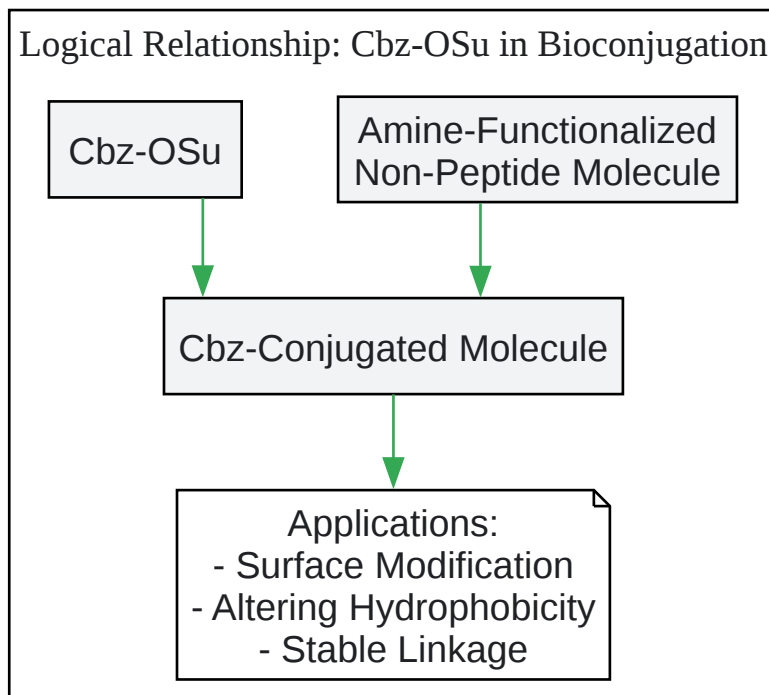 Logical Relationship: Cbz-OSu in Bioconjugation
Cbz-OSu
Amine-Functionalized
Non-Peptide Molecule
Cbz-Conjugated Molecule
Applications:
- Surface Modification
- Altering Hydrophobicity
- Stable Linkage